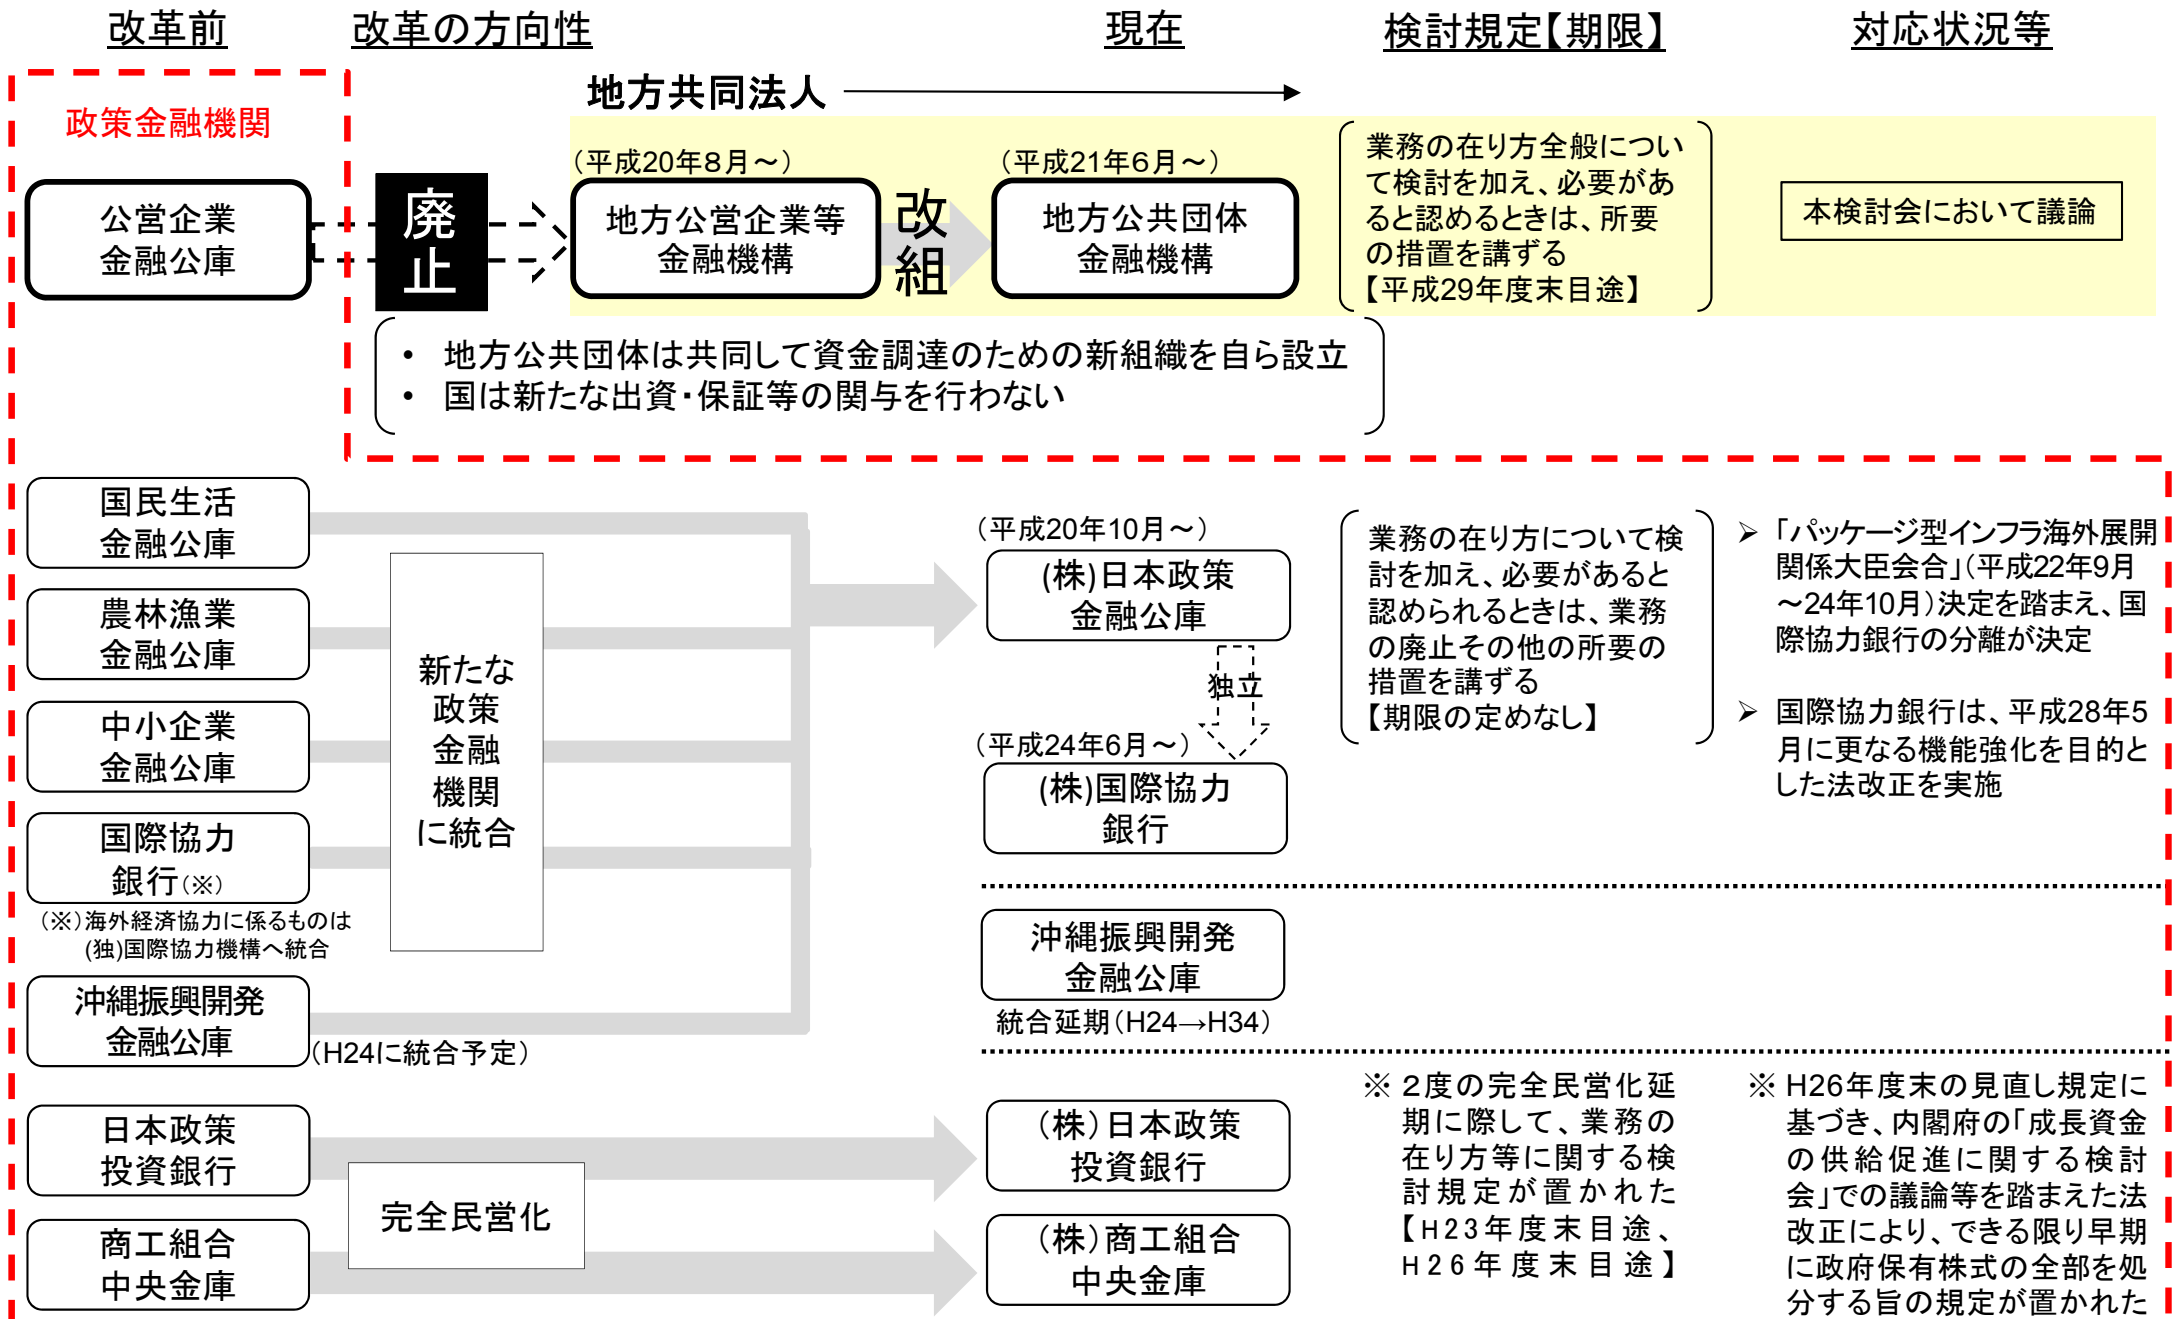 改革前
改革の方向性
現在
検討規定【期限】
対応状況等
政策金融機関
地方共同法人
公営企業
金融公庫
廃止
（平成20年８月～）
地方公営企業等
金融機構
改組
（平成21年６月～）
地方公共団体
金融機構
業務の在り方全般につい
て検討を加え、必要があ
ると認めるときは、所要
の措置を講ずる
【平成29年度末目途】
本検討会において議論
• 地方公共団体は共同して資金調達のための新組織を自ら設立
• 国は新たな出資・保証等の関与を行わない
国民生活
金融公庫
農林漁業
金融公庫
中小企業
金融公庫
国際協力
銀行（※）
（※）海外経済協力に係るものは
(独)国際協力機構へ統合
沖縄振興開発
金融公庫
（H24に統合予定）
新たな
政策
金融
機関
に統合
（平成20年10月～）
(株)日本政策
金融公庫
独立
（平成24年6月～）
(株)国際協力
銀行
業務の在り方について検
討を加え、必要があると
認められるときは、業務
の廃止その他の所要の
措置を講ずる
【期限の定めなし】
➢ 「パッケージ型インフラ海外展開
関係大臣会合」（平成22年9月
～24年10月）決定を踏まえ、国
際協力銀行の分離が決定
➢ 国際協力銀行は、平成28年5
月に更なる機能強化を目的と
した法改正を実施
沖縄振興開発
金融公庫
統合延期（H24→H34）
日本政策
投資銀行
商工組合
中央金庫
完全民営化
（株）日本政策
投資銀行
（株）商工組合
中央金庫
※ ２度の完全民営化延
期に際して、業務の
在り方等に関する検
討規定が置かれた
【H23年度末目途、
H26年度末目途】
※ H26年度末の見直し規定に
基づき、内閣府の「成長資金
の供給促進に関する検討
会」での議論等を踏まえた法
改正により、できる限り早期
に政府保有株式の全部を処
分する旨の規定が置かれた